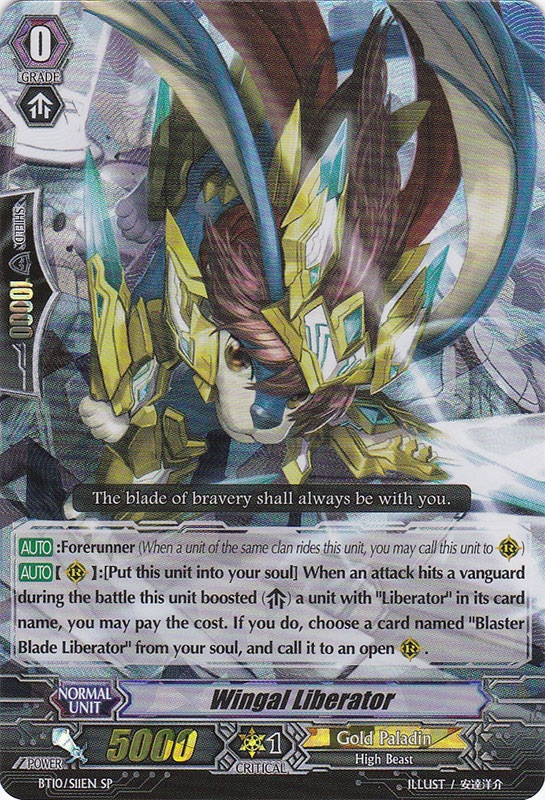 0
GRADE
SHIELD
10000
The blade of bravery shall always be with you.
AUTO :Forerunner (When a unit of the same clan rides this unit, you may call this unit to R)
AUTO [ R ]:[Put this unit into your soul] When an attack hits a vanguard
during the battle this unit boosted ( ) a unit with "Liberator" in its card
name, you may pay the cost. If you do, choose a card named "Blaster
Blade Liberator" from your soul, and call it to an open R .
NORMAL
UNIT
Wingal Liberator
POWER
5000
1
CRITICAL
Gold Paladin
High Beast
BT10/S11EN SP
ILLUST / 安達洋介